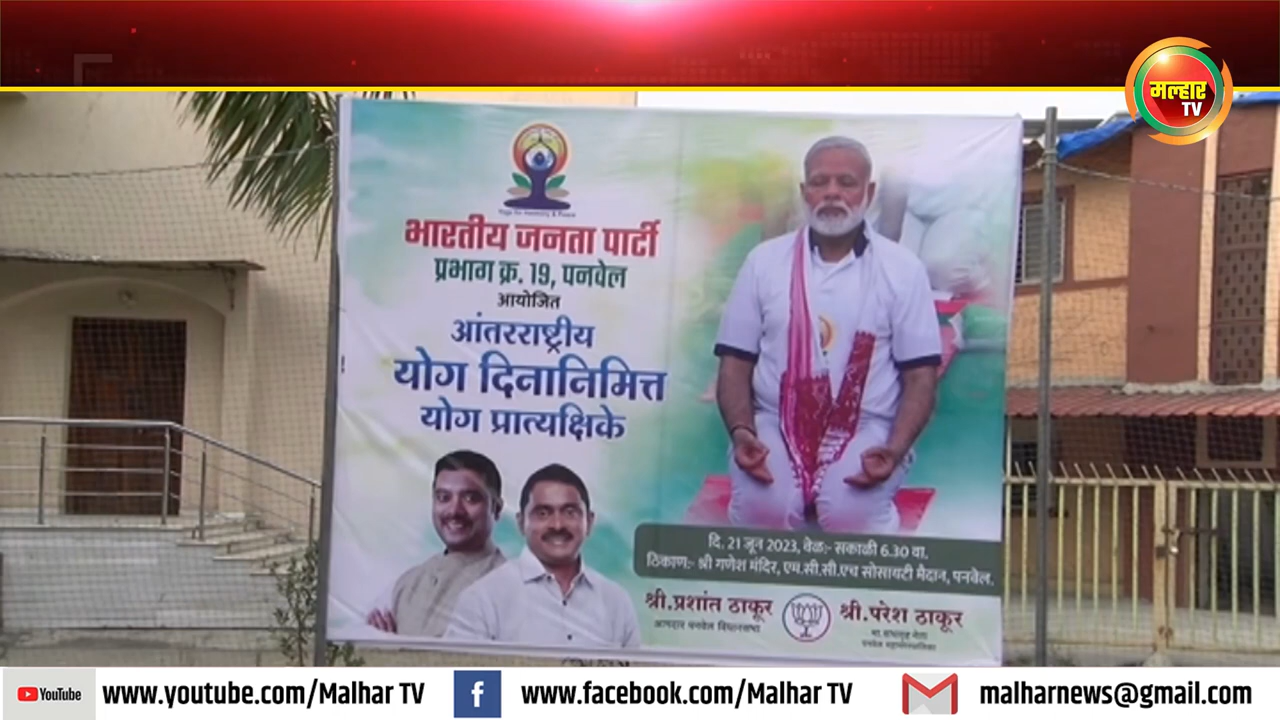 मल्हार
TV
Yoga for Harmony & Peace
भारतीय जनता पार्टी
प्रभाग क्र. 19, पनवेल
आयोजित
आंतरराष्ट्रीय
योग दिनानिमित्त
योग प्रात्यक्षिके
दि. 21 जून 2023, वेळ:- सकाळी 6.30 वा.
ठिकाण:- श्री गणेश मंदिर, एम.सी.सी.एच सोसायटी मैदान, पनवेल.
श्री.प्रशांत ठाकूर
आमदार पनवेल विधानसभा
श्री.परेश ठाकूर
मा. सभागृह नेता
पनवेल महानगरपालिका
YouTube
www.youtube.com/Malhar TV
www.facebook.com/Malhar TV
malharnews@gmail.com